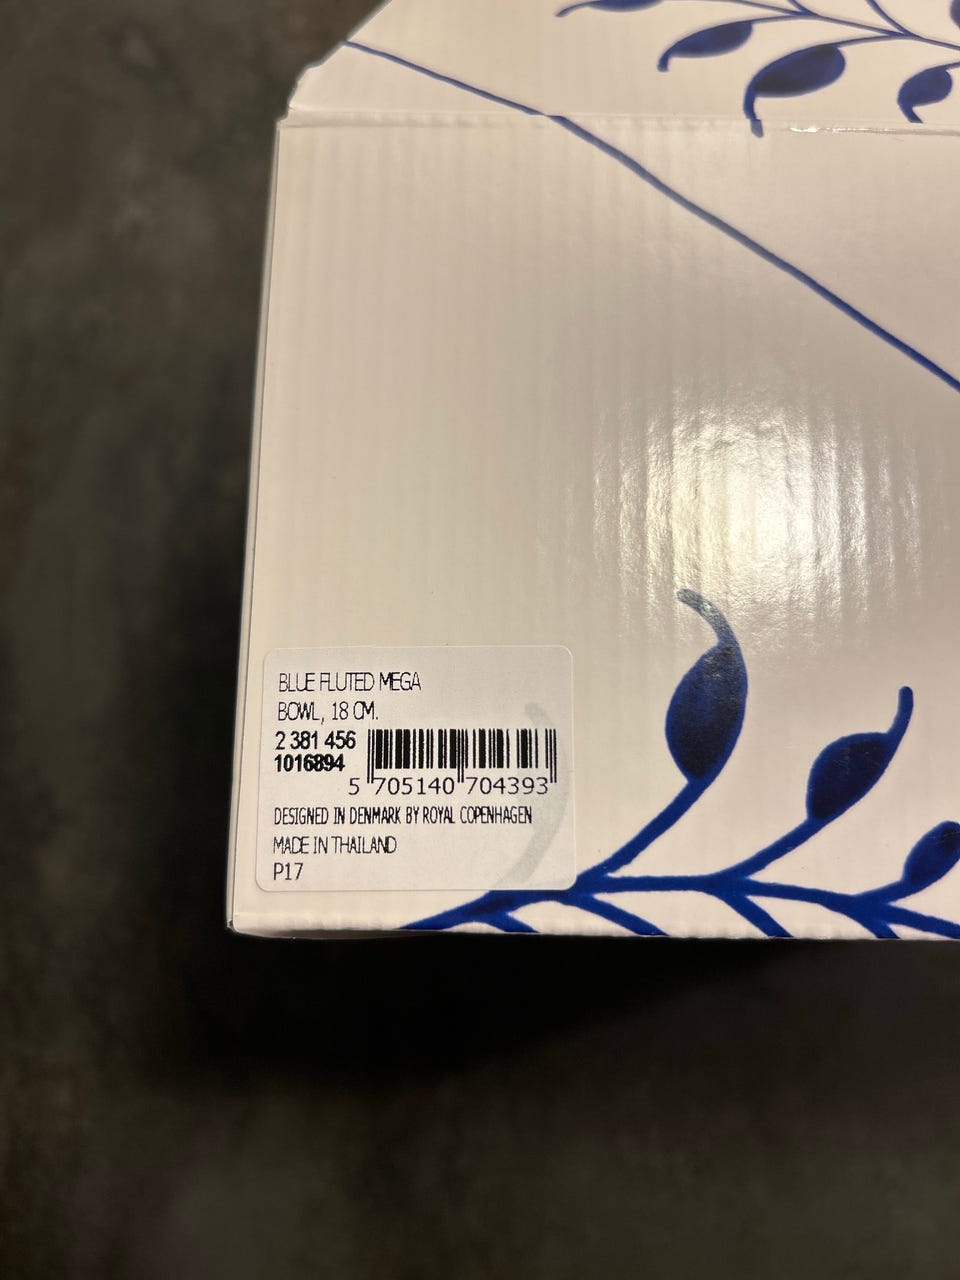 BLUE FLUTED MEGA
BOWL, 18 CM.
2 381 456
1016894
5 705140 704393
DESIGNED IN DENMARK BY ROYAL COPENHAGEN
MADE IN THAILAND
P17